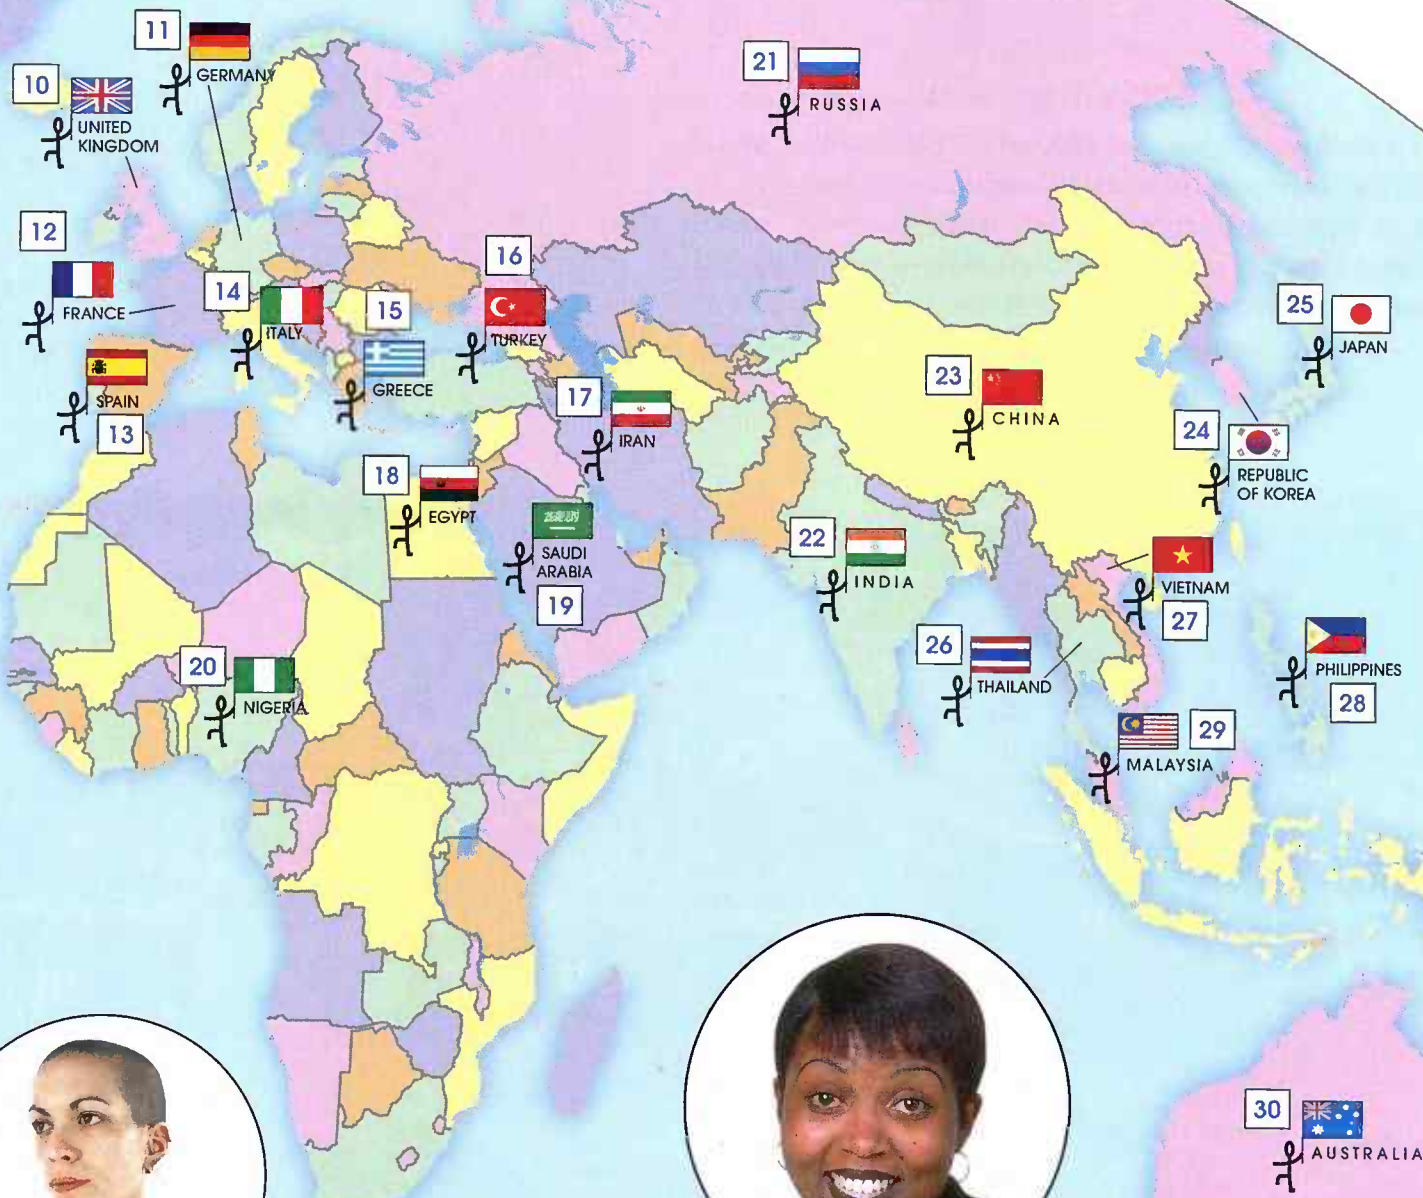 10
UNITED
KINGDOM
11
GERMANY
12
FRANCE
SPAIN
13
14
ITALY
15
GREECE
16
TURKEY
17
IRAN
18
EGYPT
SAUDI
ARABIA
19
20
NIGERIA
21
RUSSIA
22
INDIA
23
CHINA
24
REPUBLIC
OF KOREA
25
JAPAN
26
THAILAND
VIETNAM
27
PHILIPPINES
28
29
MALAYSIA
30
AUSTRALIA